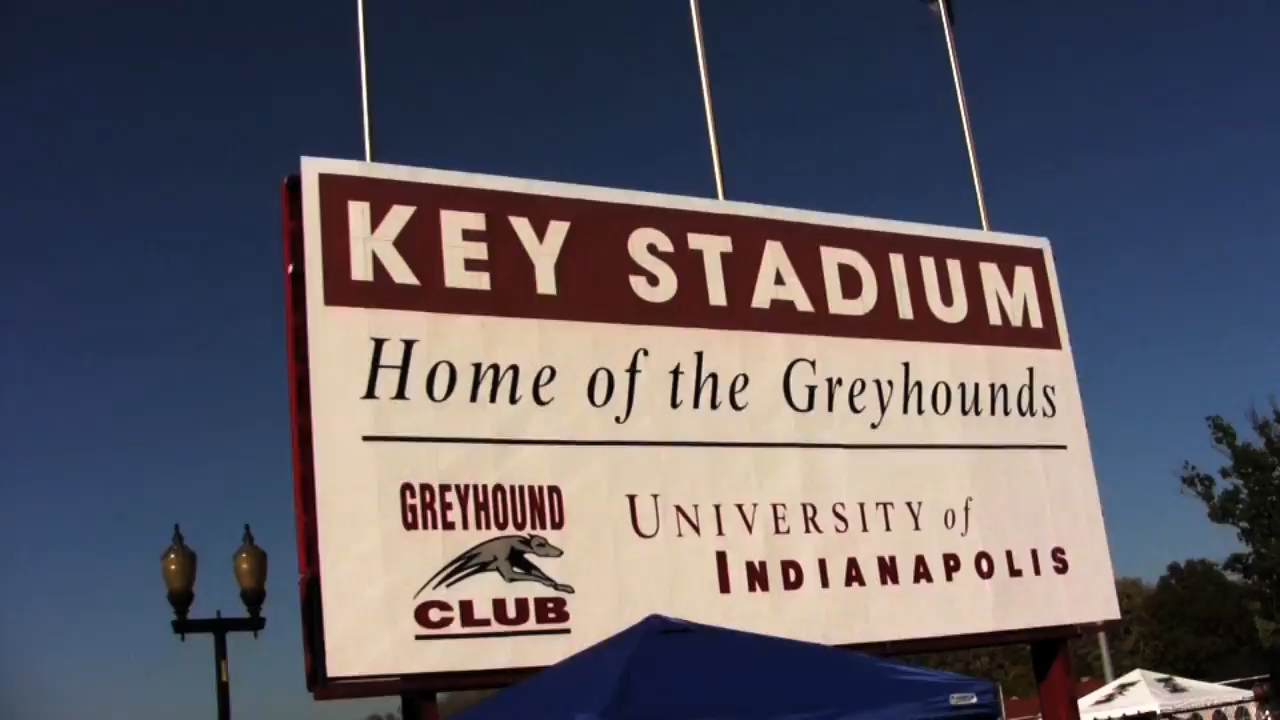 KEY STADIUM
Home of the Greyhounds
GREYHOUND
CLUB
UNIVERSITY of
INDIANAPOLIS